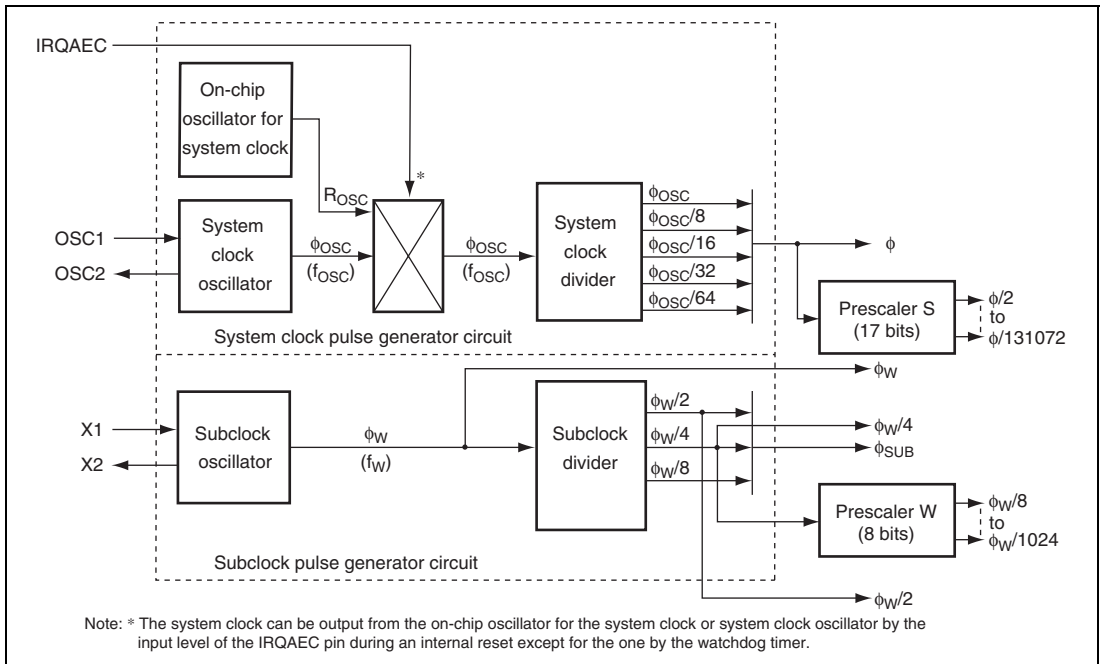 IRQAEC
On-chip
oscillator for
system clock
*
ROSC
OSC1
OSC2
System
clock
oscillator
ϕOSC
(fOSC)
ϕOSC
(fOSC)
System
clock
divider
ϕOSC
ϕOSC/8
ϕOSC/16
ϕOSC/32
ϕOSC/64
ϕ
Prescaler S
(17 bits)
ϕ/2
to
ϕ/131072
System clock pulse generator circuit
ϕW
X1
X2
Subclock
oscillator
ϕW
(fW)
Subclock
divider
ϕW/2
ϕW/4
ϕW/8
ϕW/4
ϕSUB
Prescaler W
(8 bits)
ϕW/8
to
ϕW/1024
Subclock pulse generator circuit
ϕW/2
Note: * The system clock can be output from the on-chip oscillator for the system clock or system clock oscillator by the
input level of the IRQAEC pin during an internal reset except for the one by the watchdog timer.